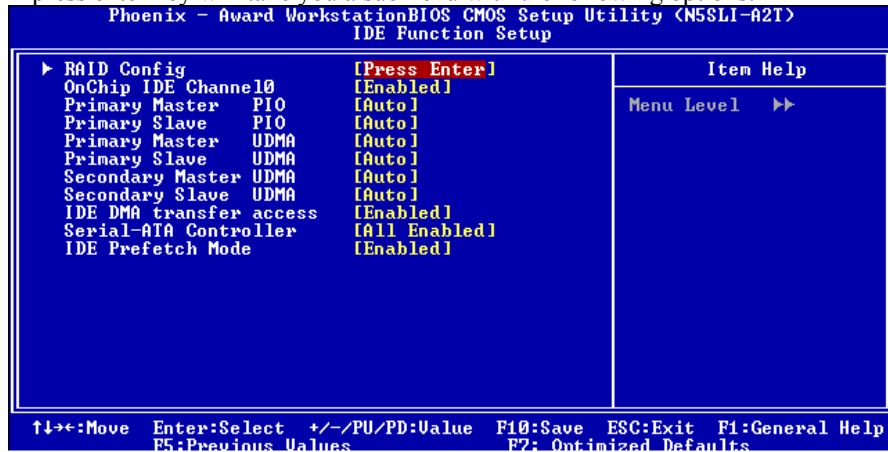 Phoenix - Award WorkstationBIOS CMOS Setup Utility (N5SLI-A2T)
IDE Function Setup
▶ RAID Config [Press Enter]
OnChip IDE Channel0 [Enabled]
Primary Master PIO [Auto]
Primary Slave PIO [Auto]
Primary Master UDMA [Auto]
Primary Slave UDMA [Auto]
Secondary Master UDMA [Auto]
Secondary Slave UDMA [Auto]
IDE DMA transfer access [Enabled]
Serial-ATA Controller [All Enabled]
IDE Prefetch Mode [Enabled]
Item Help
Menu Level ▶▶
↑↓→←:Move Enter:Select +/-/PU/PD:Value F10:Save ESC:Exit F1:General Help
F5:Previous Values F7: Optimized Defaults